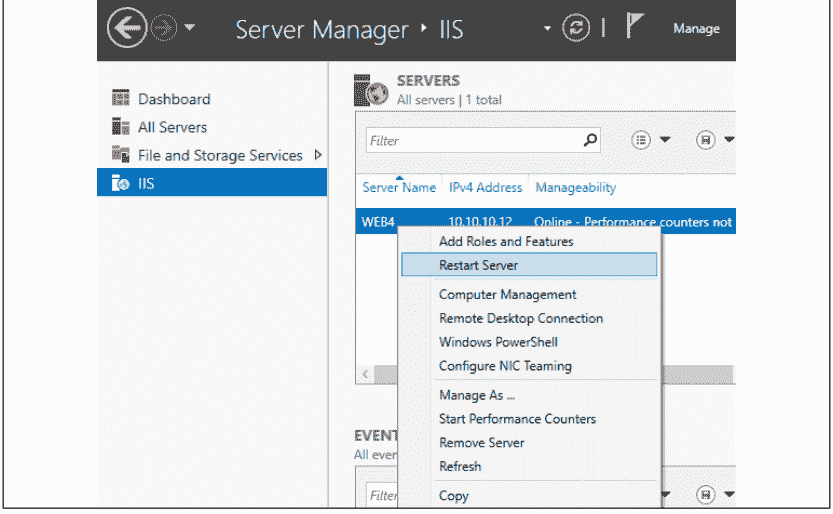 Server Manager ‣ IIS
Manage
Dashboard
All Servers
File and Storage Services
IIS
SERVERS
All servers | 1 total
Filter
Server Name IPv4 Address Manageability
WEB4 10.10.10.12 Online - Performance counters not
Add Roles and Features
Restart Server
Computer Management
Remote Desktop Connection
Windows PowerShell
Configure NIC Teaming
Manage As ...
Start Performance Counters
Remove Server
Refresh
Copy
EVENT
All ever
Filter